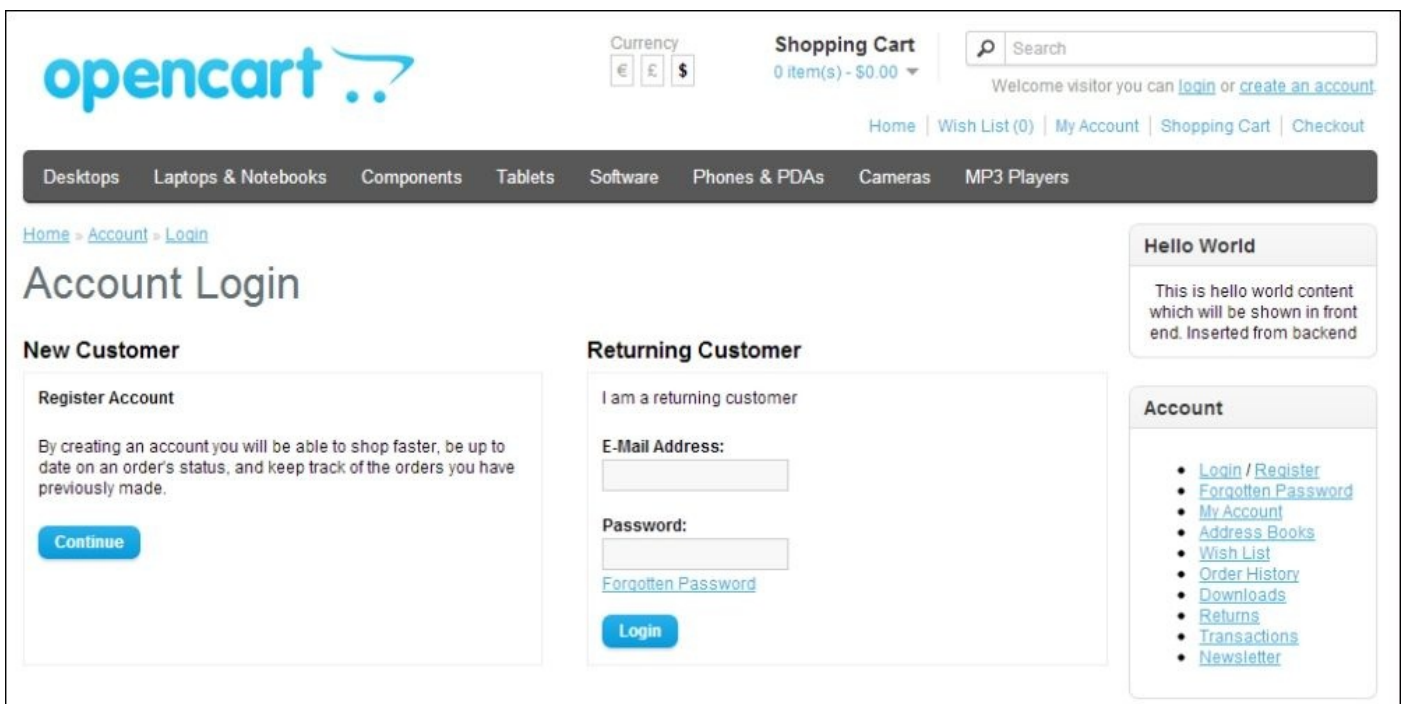 opencart
Currency
€ £ $
Shopping Cart
0 item(s) - $0.00
Search
Welcome visitor you can login or create an account.
Home | Wish List (0) | My Account | Shopping Cart | Checkout
Desktops Laptops & Notebooks Components Tablets Software Phones & PDAs Cameras MP3 Players
Home » Account » Login
Account Login
New Customer
Register Account
By creating an account you will be able to shop faster, be up to
date on an order's status, and keep track of the orders you have
previously made.
Continue
Returning Customer
I am a returning customer
E-Mail Address:
Password:
Forgotten Password
Login
Hello World
This is hello world content
which will be shown in front
end. Inserted from backend
Account
Login / Register
Forgotten Password
My Account
Address Books
Wish List
Order History
Downloads
Returns
Transactions
Newsletter